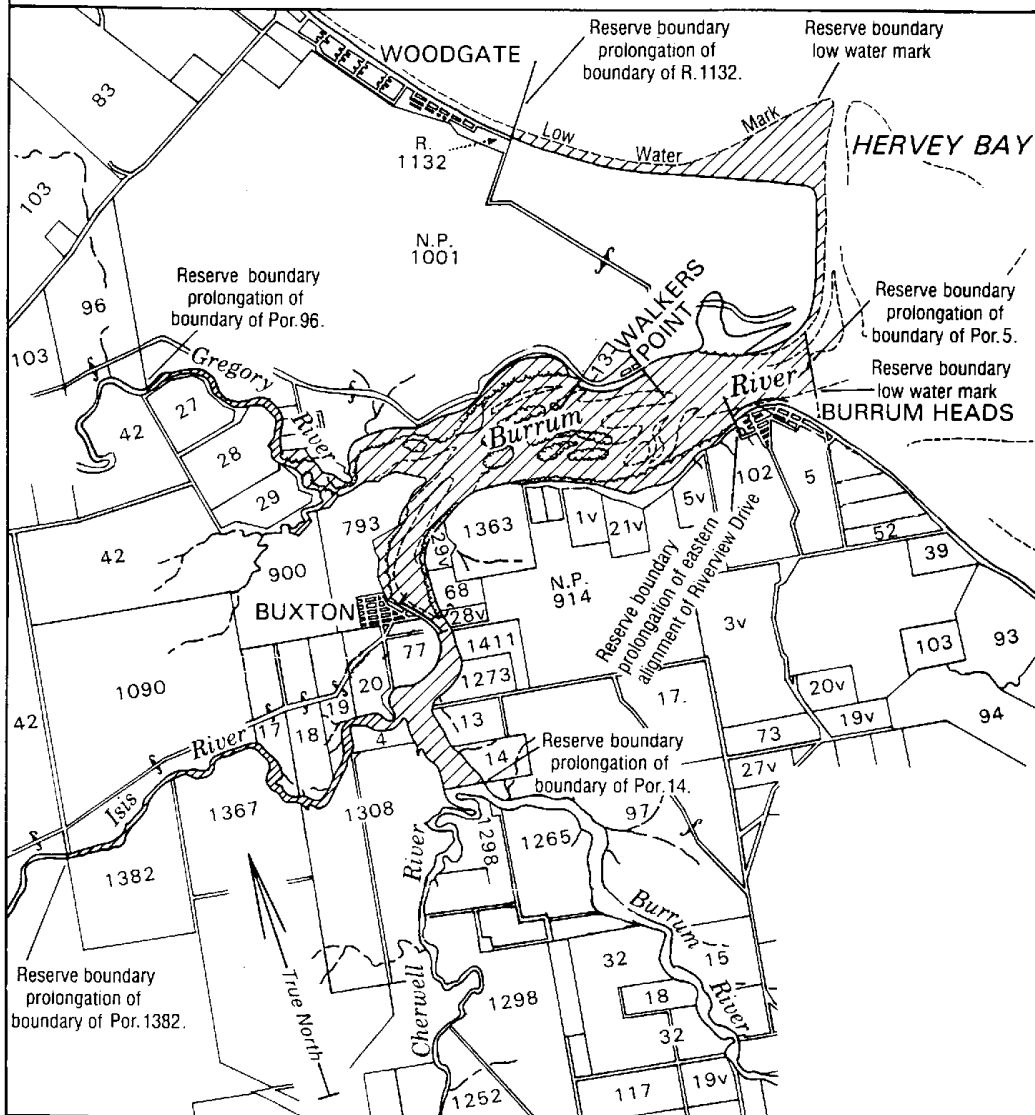 WOODGATE
Reserve boundary
prolongation of
boundary of R.1132.
Reserve boundary
low water mark
83
Low
Water
Mark
HERVEY BAY
R.
1132
103
N.P.
1001
96
Reserve boundary
prolongation of
boundary of Por.96.
103
WALKERS
POINT
13
Reserve boundary
prolongation of
boundary of Por.5.
Gregory
River
Burrum
River
Reserve boundary
low water mark
BURRUM HEADS
27
42
28
29
793
1363
1v
21v
5v
102
5
52
39
42
900
29v
68
28v
N.P.
914
Reserve boundary
prolongation of eastern
alignment of Riverview Drive
BUXTON
77
1411
1273
3v
103
93
1090
20
19
18
17
4
13
14
17.
20v
19v
94
73
27v
42
Isis
River
Reserve boundary
prolongation of
boundary of Por.14.
97
1367
1308
1382
1298
1265
River
Cherwell
Burrum
River
32
15
18
32
1298
Reserve boundary
prolongation of
boundary of Por.1382.
True North
1252
117
19v